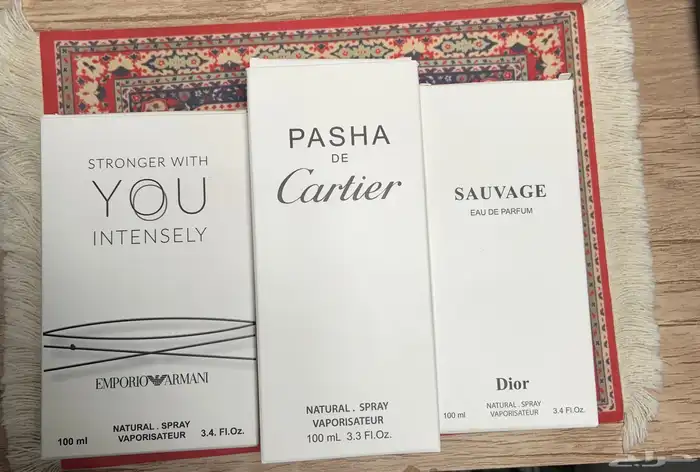 STRONGER WITH
YOU
INTENSELY
EMPORIO ARMANI
NATURAL . SPRAY
VAPORISATEUR
100 ml
3.4. Fl.Oz.
PASHA
DE
Cartier
NATURAL . SPRAY
VAPORISATEUR
100 mL 3.3 Fl.Oz.
SAUVAGE
EAU DE PARFUM
Dior
100 ml
NATURAL . SPRAY
VAPORISATEUR
3.4 Fl.Oz.
حراج